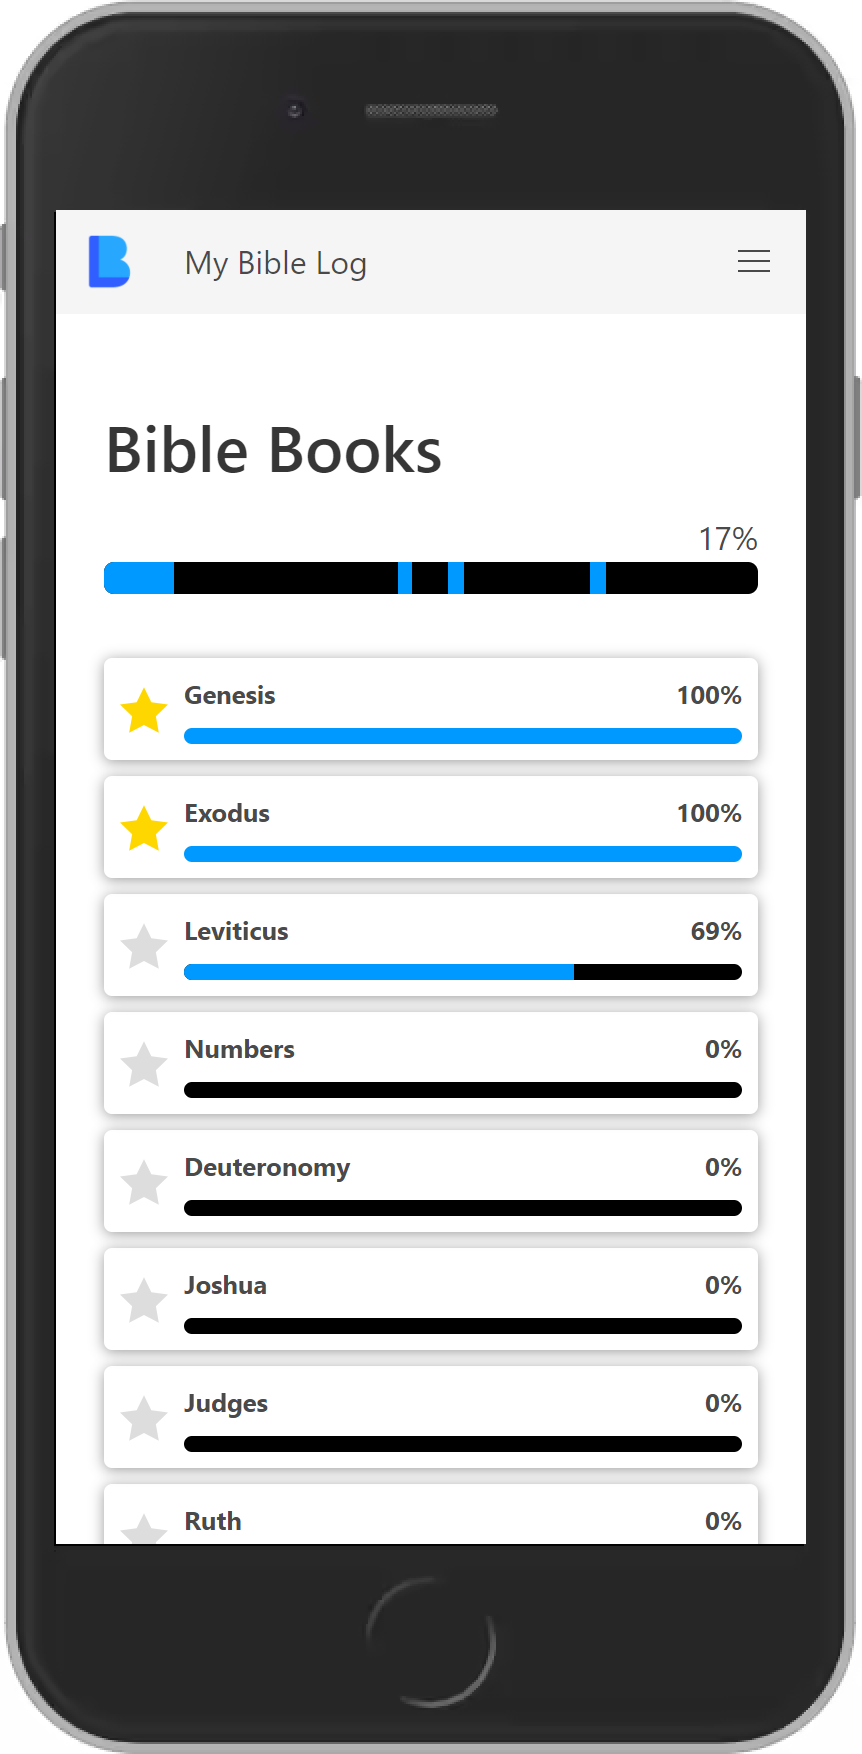 My Bible Log
Bible Books
17%
Genesis 100%
Exodus 100%
Leviticus 69%
Numbers 0%
Deuteronomy 0%
Joshua 0%
Judges 0%
Ruth 0%